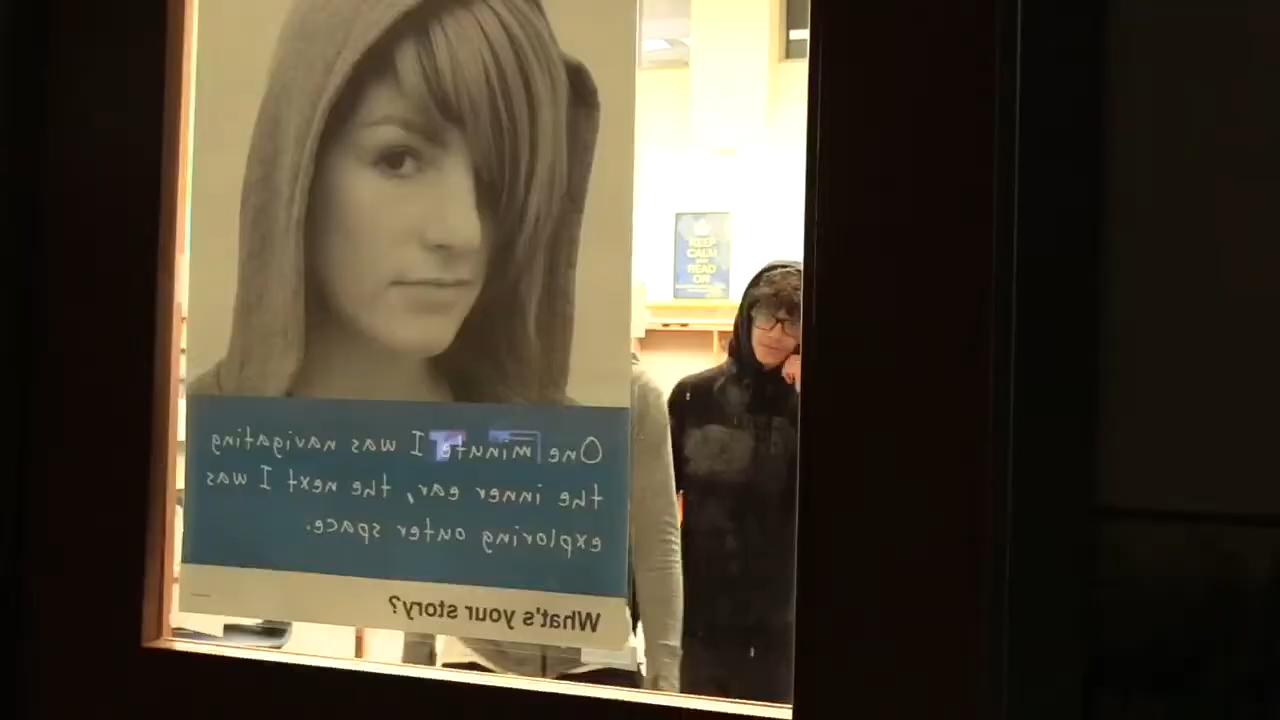 One minute I was navigating
the inner ear, the next I was
exploring outer space.
What's your story?
KEEP
CALM
AND
READ
ON